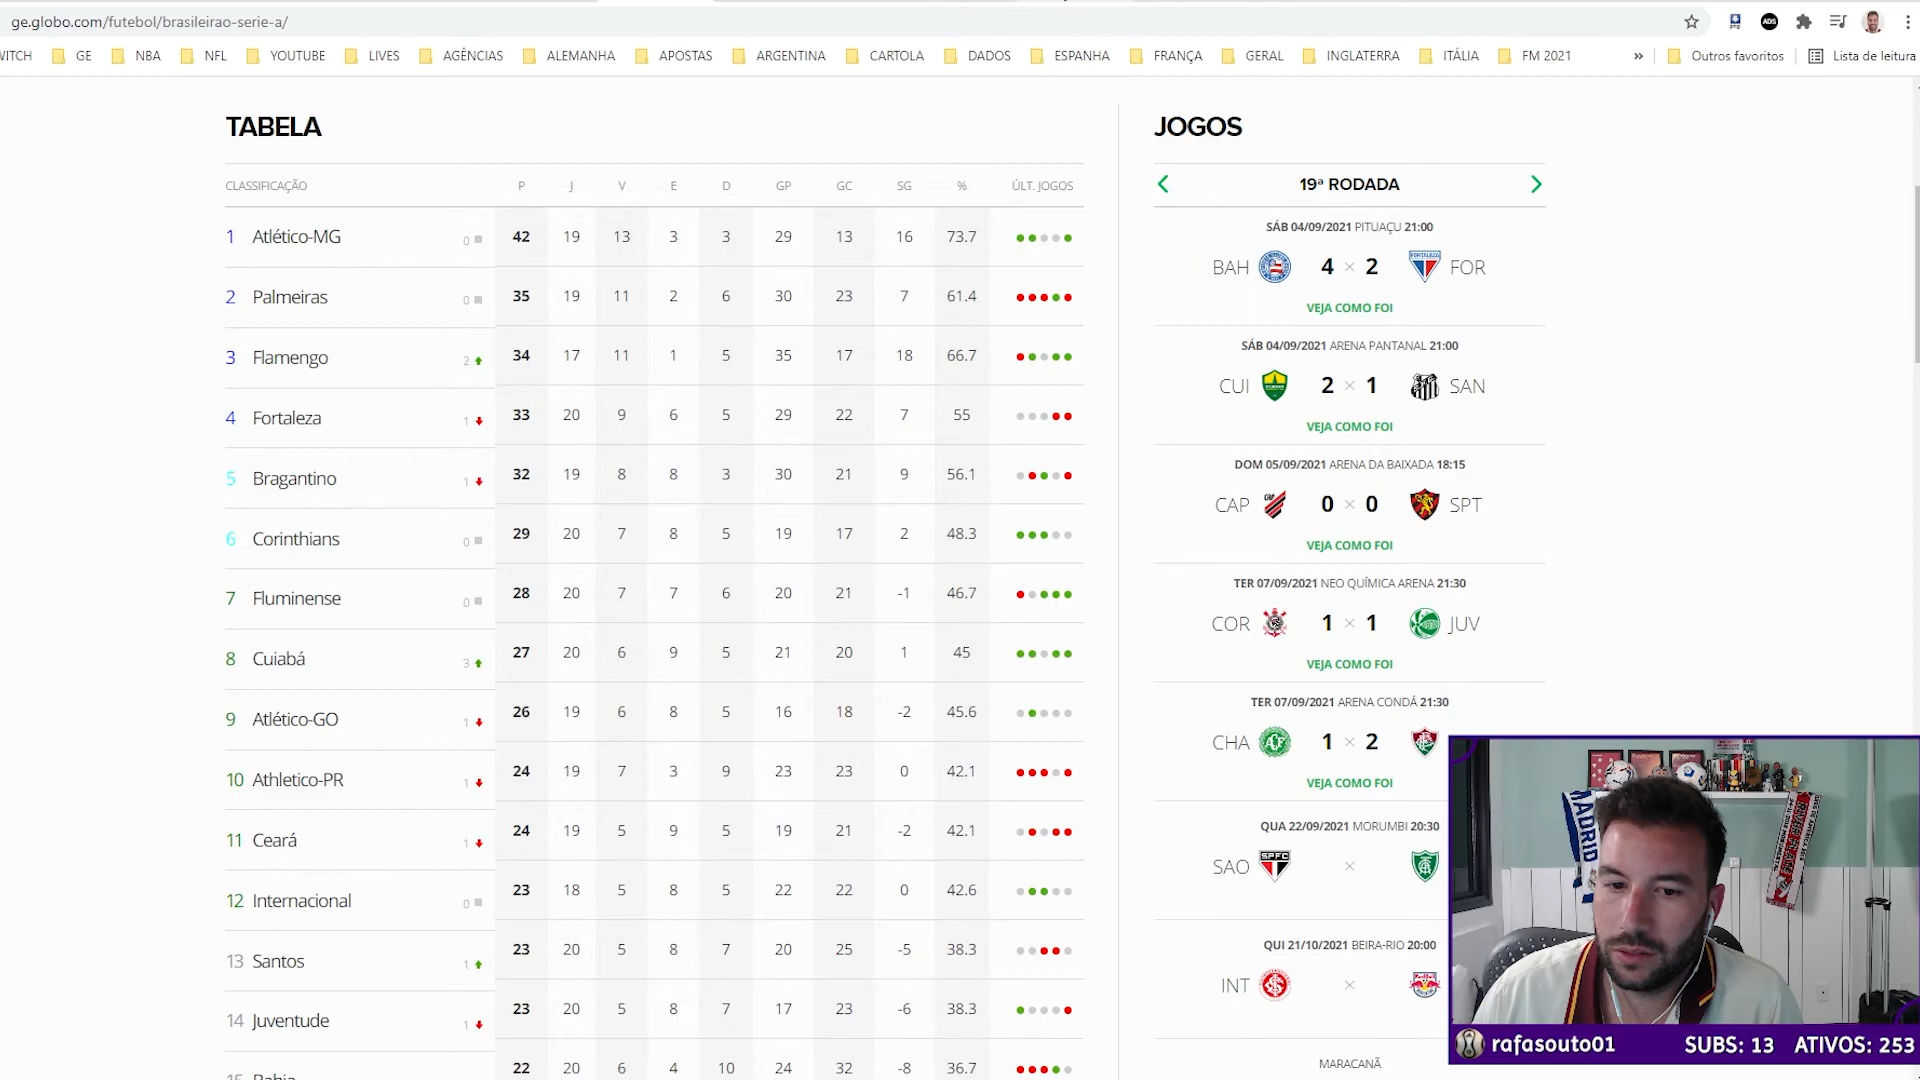 ge.globo.com/futebol/brasileirao-serie-a/
WITCH GE NBA NFL YOUTUBE LIVES AGÊNCIAS ALEMANHA APOSTAS ARGENTINA CARTOLA DADOS ESPANHA FRANÇA GERAL INGLATERRA ITÁLIA FM 2021 » Outros favoritos Lista de leitura
TABELA
CLASSIFICAÇÃO P J V E D GP GC SG % ÚLT. JOGOS
1 Atlético-MG 0 42 19 13 3 3 29 13 16 73.7
2 Palmeiras 0 35 19 11 2 6 30 23 7 61.4
3 Flamengo 2 34 17 11 1 5 35 17 18 66.7
4 Fortaleza 1 33 20 9 6 5 29 22 7 55
5 Bragantino 1 32 19 8 8 3 30 21 9 56.1
6 Corinthians 0 29 20 7 8 5 19 17 2 48.3
7 Fluminense 0 28 20 7 7 6 20 21 -1 46.7
8 Cuiabá 3 27 20 6 9 5 21 20 1 45
9 Atlético-GO 1 26 19 6 8 5 16 18 -2 45.6
10 Athletico-PR 1 24 19 7 3 9 23 23 0 42.1
11 Ceará 1 24 19 5 9 5 19 21 -2 42.1
12 Internacional 0 23 18 5 8 5 22 22 0 42.6
13 Santos 1 23 20 5 8 7 20 25 -5 38.3
14 Juventude 1 23 20 5 8 7 17 23 -6 38.3
15 Bahia 22 20 6 4 10 24 32 -8 36.7
JOGOS
19ª RODADA
SÁB 04/09/2021 PITUAÇU 21:00
BAH 4 × 2 FOR
VEJA COMO FOI
SÁB 04/09/2021 ARENA PANTANAL 21:00
CUI 2 × 1 SAN
VEJA COMO FOI
DOM 05/09/2021 ARENA DA BAIXADA 18:15
CAP 0 × 0 SPT
VEJA COMO FOI
TER 07/09/2021 NEO QUÍMICA ARENA 21:30
COR 1 × 1 JUV
VEJA COMO FOI
TER 07/09/2021 ARENA CONDÁ 21:30
CHA 1 × 2
VEJA COMO FOI
QUA 22/09/2021 MORUMBI 20:30
SAO SPFC ×
QUI 21/10/2021 BEIRA-RIO 20:00
INT ×
MARACANÃ
MADRID
rafasouto01 SUBS: 13 ATIVOS: 253